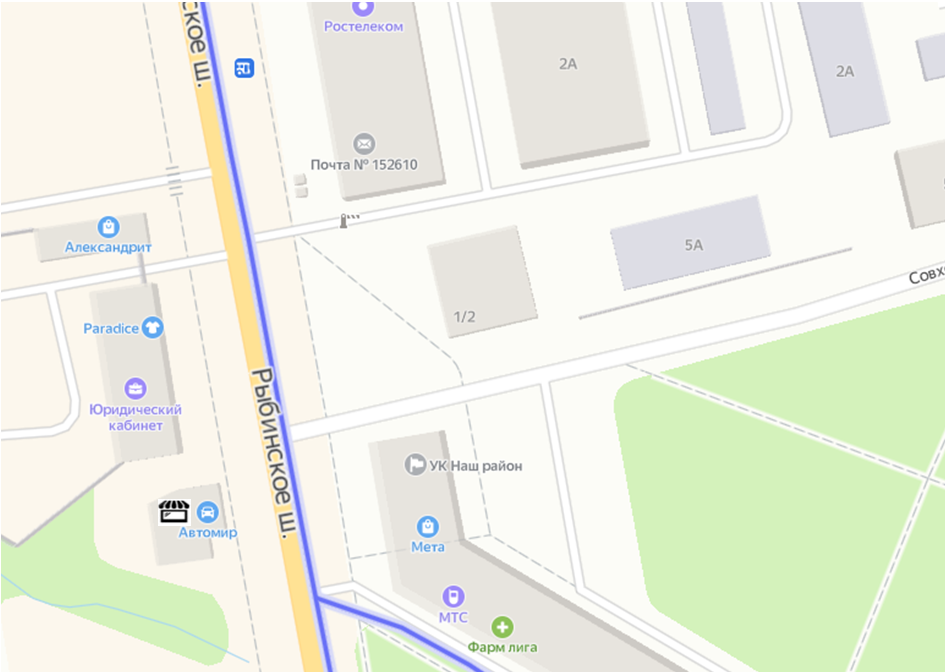 ское ш.
Ростелеком
2А
2А
Почта № 152610
Александрит
5А
Совх
1/2
Paradice
Юридический
кабинет
Рыбинское ш.
УК Наш район
Автомир
Мета
МТС
Фарм лига